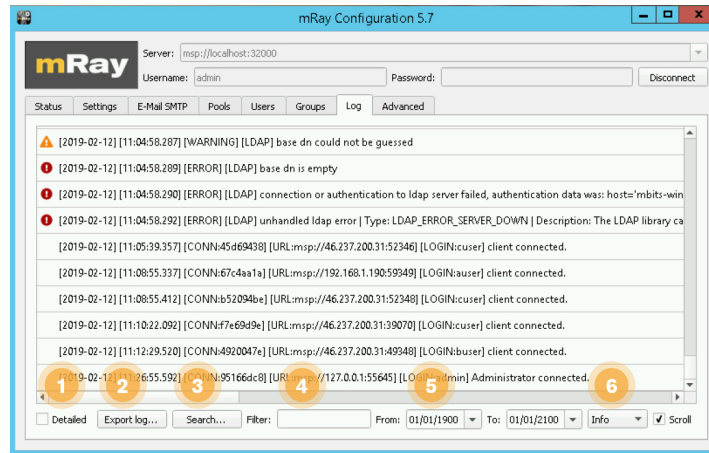 mRay Configuration 5.7
mRay
Server: msp://localhost:32000
Username: admin Password: Disconnect
Status Settings E-Mail SMTP Pools Users Groups Log Advanced
[2019-02-12] [11:04:58.287] [WARNING] [LDAP] base dn could not be guessed
[2019-02-12] [11:04:58.289] [ERROR] [LDAP] base dn is empty
[2019-02-12] [11:04:58.290] [ERROR] [LDAP] connection or authentication to ldap server failed, authentication data was: host='mbits-win
[2019-02-12] [11:04:58.292] [ERROR] [LDAP] unhandled ldap error | Type: LDAP_ERROR_SERVER_DOWN | Description: The LDAP library ca
[2019-02-12] [11:05:39.357] [CONN:45d69438] [URL:msp://46.237.200.31:52346] [LOGIN:cuser] client connected.
[2019-02-12] [11:08:55.337] [CONN:67c4aa1a] [URL:msp://192.168.1.190:59349] [LOGIN:auser] client connected.
[2019-02-12] [11:08:55.412] [CONN:b52094be] [URL:msp://46.237.200.31:52348] [LOGIN:cuser] client connected.
[2019-02-12] [11:10:22.092] [CONN:f7e69d9e] [URL:msp://46.237.200.31:39070] [LOGIN:cuser] client connected.
[2019-02-12] [11:12:29.520] [CONN:4920047e] [URL:msp://46.237.200.31:49348] [LOGIN:buser] client connected.
[2019-02-12] [11:26:55.592] [CONN:95166dc8] [URL:msp://127.0.0.1:55645] [LOGIN:admin] Administrator connected.
1 2 3 4 5 6
Detailed Export log... Search... Filter: From: 01/01/1900 To: 01/01/2100 Info Scroll